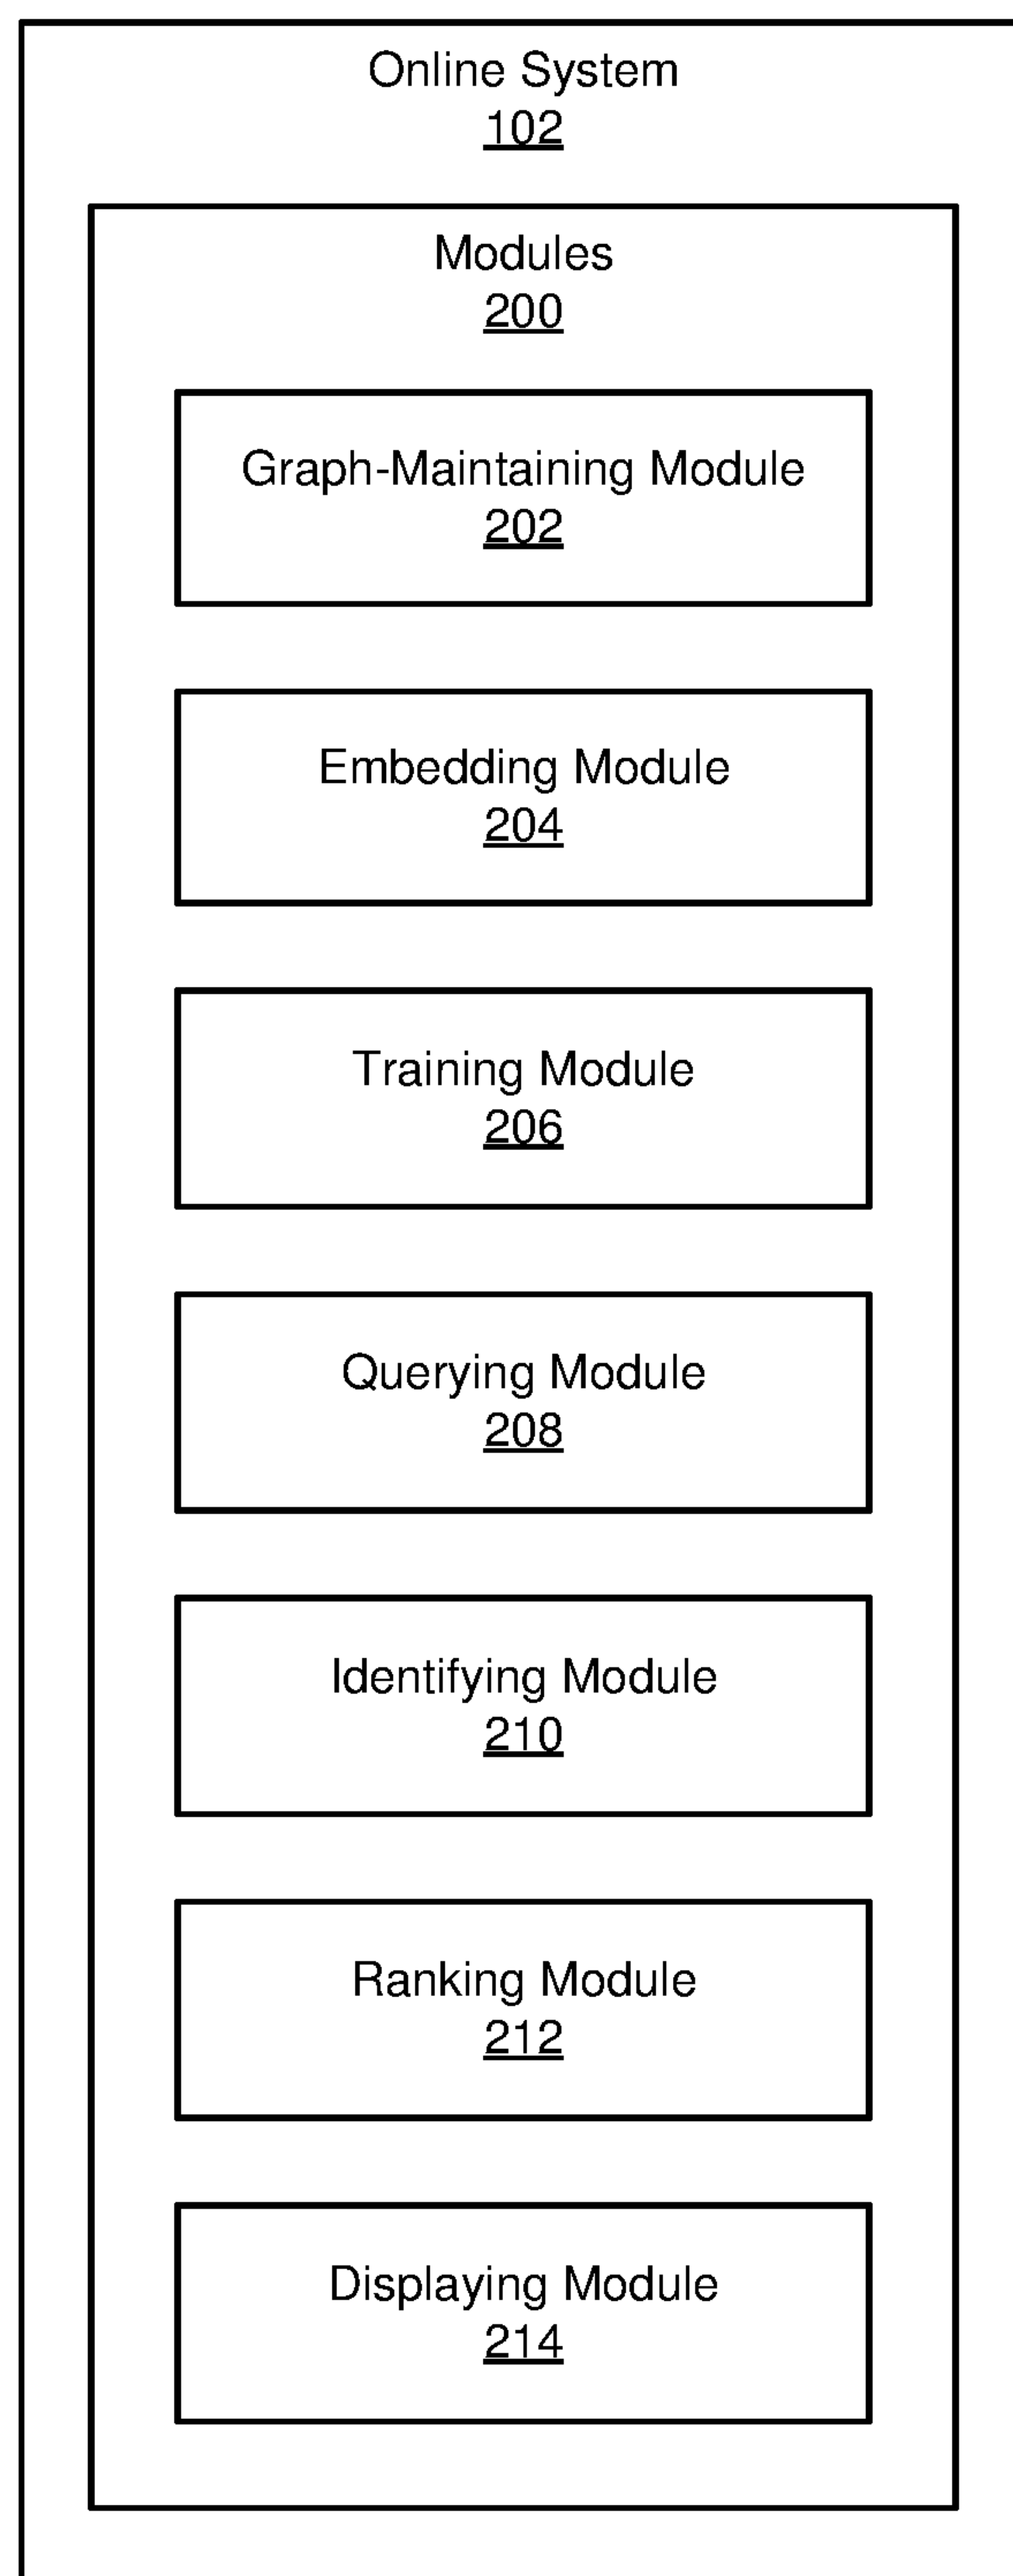 Online System
102
Modules
200
Graph-Maintaining Module
202
Embedding Module
204
Training Module
206
Querying Module
208
Identifying Module
210
Ranking Module
212
Displaying Module
214